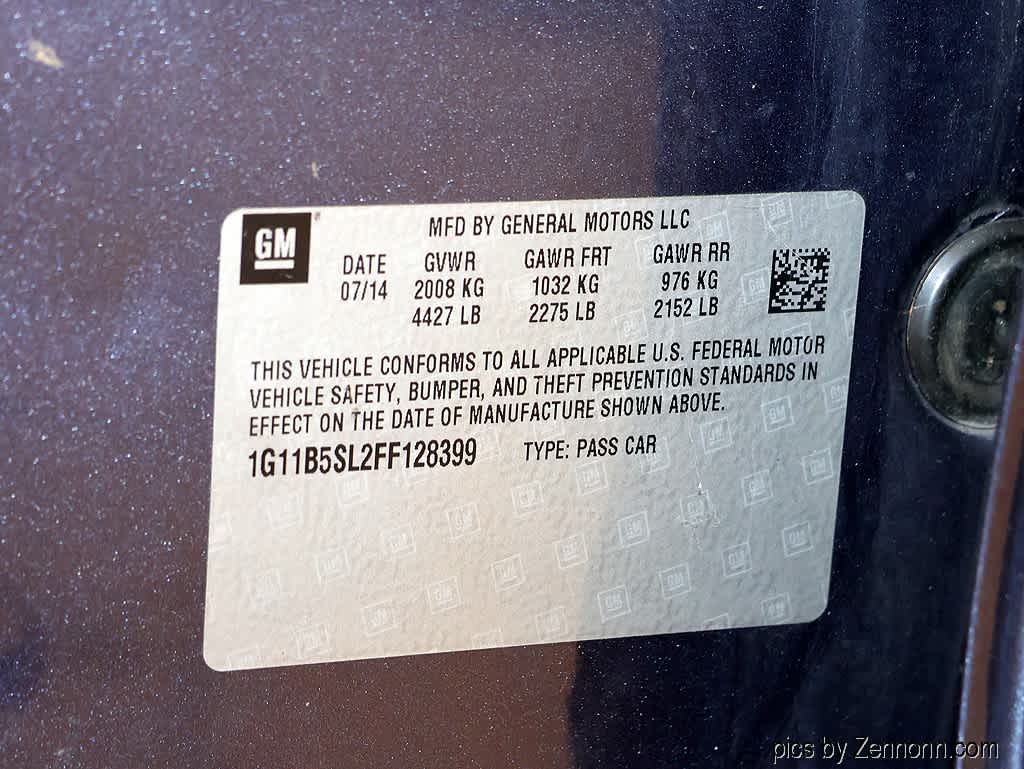 GM
MFD BY GENERAL MOTORS LLC
DATE GVWR GAWR FRT GAWR RR
07/14 2008 KG 1032 KG 976 KG
4427 LB 2275 LB 2152 LB
THIS VEHICLE CONFORMS TO ALL APPLICABLE U.S. FEDERAL MOTOR
VEHICLE SAFETY, BUMPER, AND THEFT PREVENTION STANDARDS IN
EFFECT ON THE DATE OF MANUFACTURE SHOWN ABOVE.
1G11B5SL2FF128399 TYPE: PASS CAR
pics by Zennonn.com